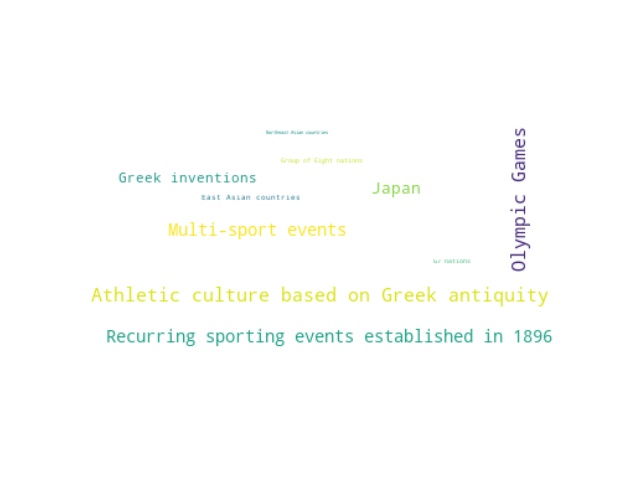 Northeast Asian countries
Group of Eight nations
Greek inventions
Japan
East Asian countries
Multi-sport events
Olympic Games
nations
Athletic culture based on Greek antiquity
Recurring sporting events established in 1896